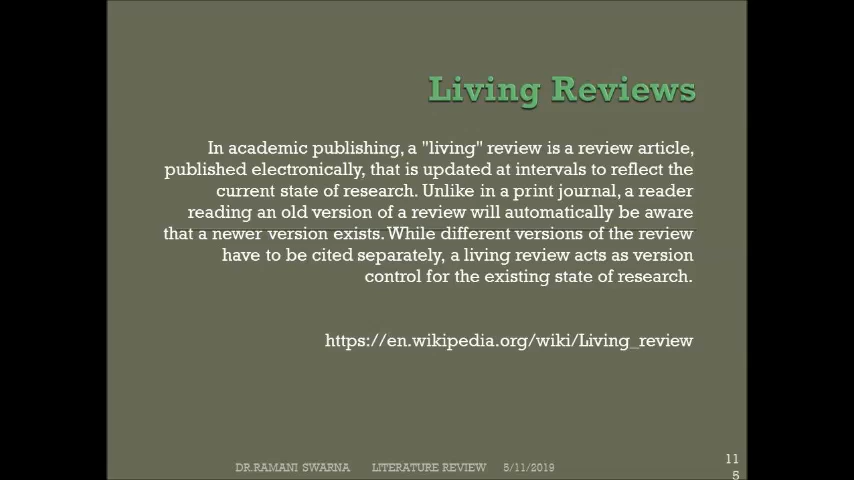 Living Reviews
In academic publishing, a "living" review is a review article,
published electronically, that is updated at intervals to reflect the
current state of research. Unlike in a print journal, a reader
reading an old version of a review will automatically be aware
that a newer version exists. While different versions of the review
have to be cited separately, a living review acts as version
control for the existing state of research.
https://en.wikipedia.org/wiki/Living_review
DR.RAMANI SWARNA LITERATURE REVIEW 5/11/2019
11
5